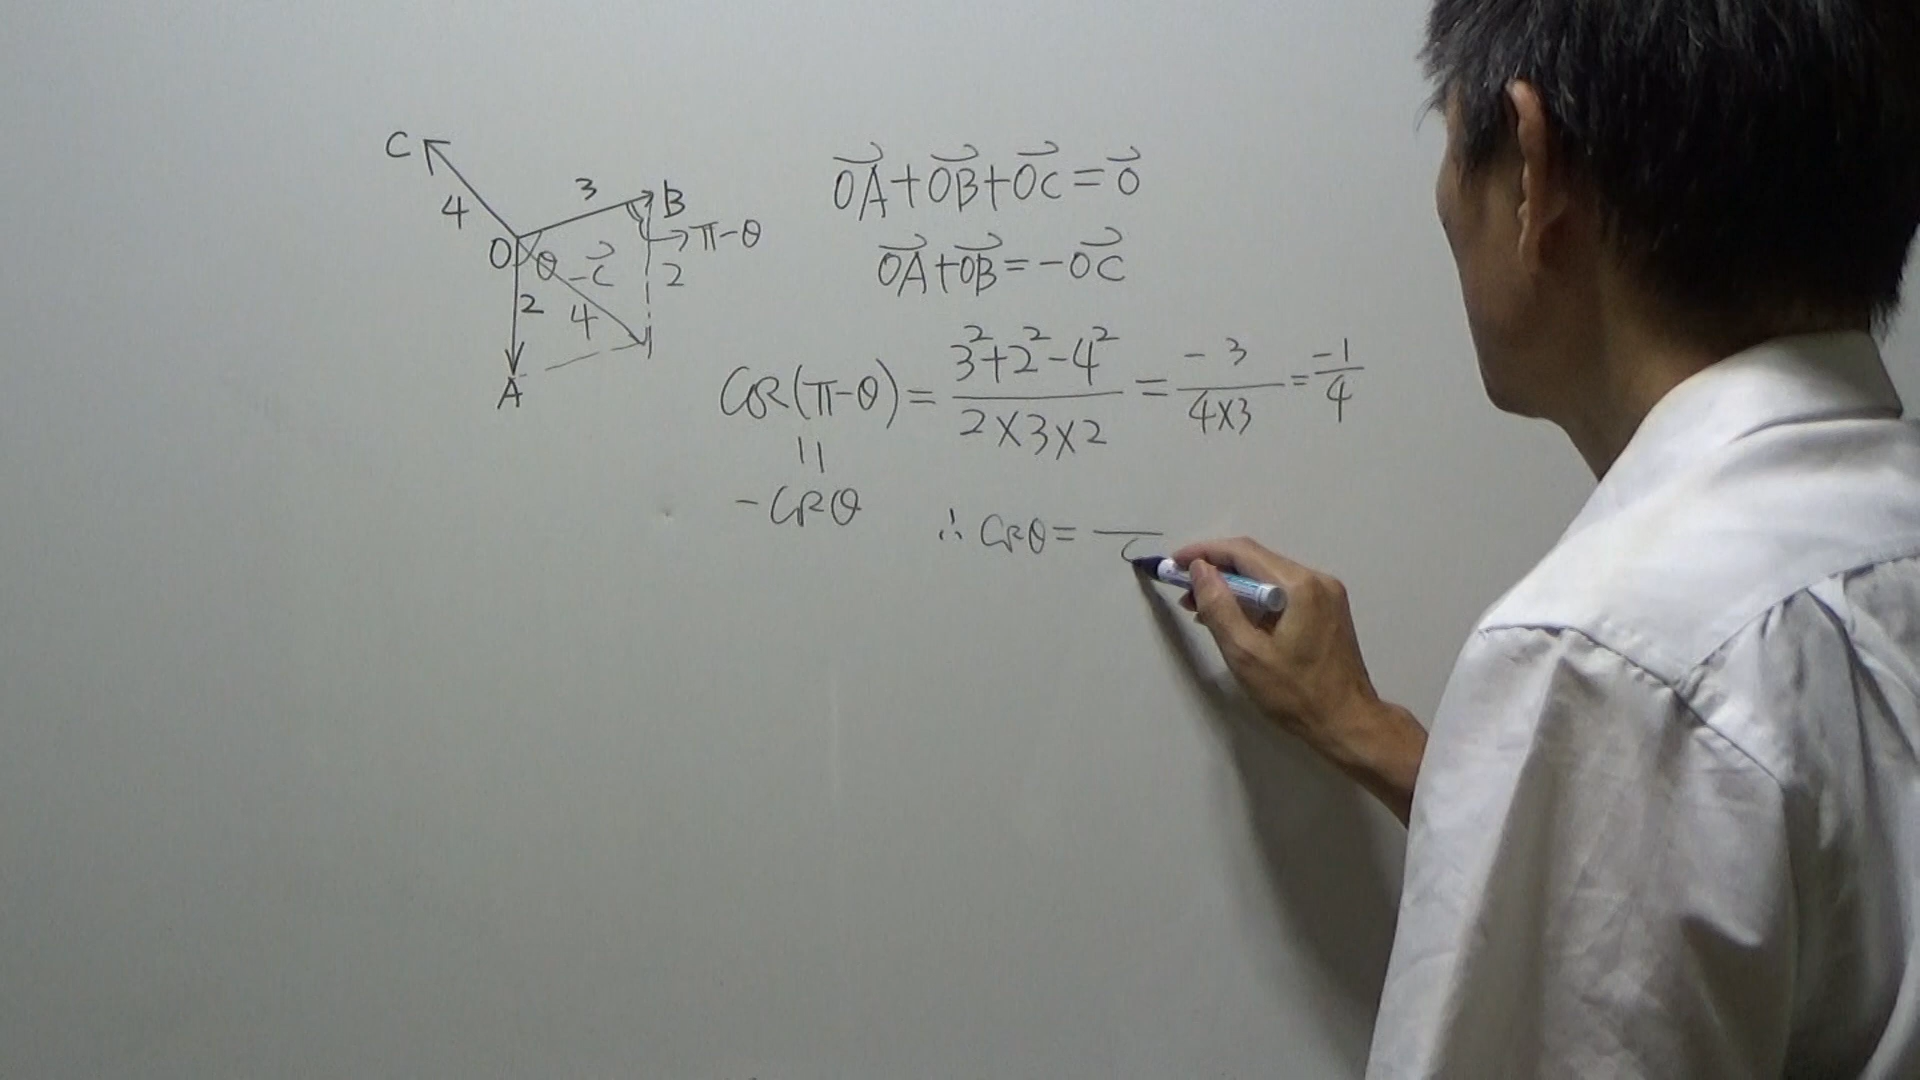 C
4
3
B
π-θ
O
θ
-c⃗
2
2
4
A
OA⃗+OB⃗+OC⃗=0⃗
OA⃗+OB⃗=-OC⃗
cos(π-θ)=(3²+2²-4²)/(2×3×2)=-3/(4×3)=-1/4
||
-cosθ
∴ cosθ=